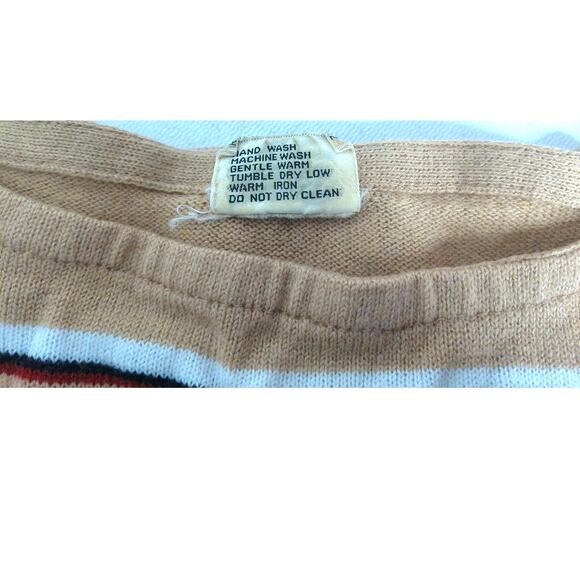 HAND WASH
MACHINE WASH
GENTLE WARM
TUMBLE DRY LOW
WARM IRON
DO NOT DRY CLEAN